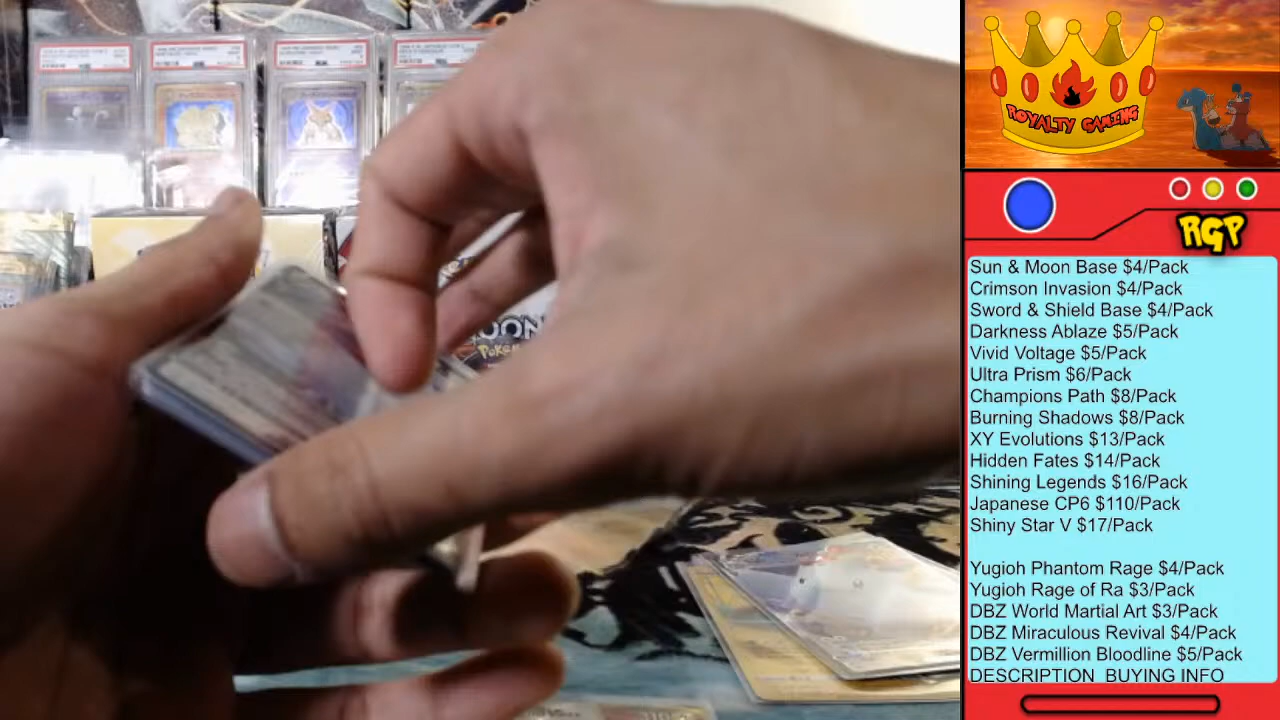 ROYALTY GAMING
RGP
Sun & Moon Base $4/Pack
Crimson Invasion $4/Pack
Sword & Shield Base $4/Pack
Darkness Ablaze $5/Pack
Vivid Voltage $5/Pack
Ultra Prism $6/Pack
Champions Path $8/Pack
Burning Shadows $8/Pack
XY Evolutions $13/Pack
Hidden Fates $14/Pack
Shining Legends $16/Pack
Japanese CP6 $110/Pack
Shiny Star V $17/Pack
Yugioh Phantom Rage $4/Pack
Yugioh Rage of Ra $3/Pack
DBZ World Martial Art $3/Pack
DBZ Miraculous Revival $4/Pack
DBZ Vermillion Bloodline $5/Pack
DESCRIPTION BUYING INFO